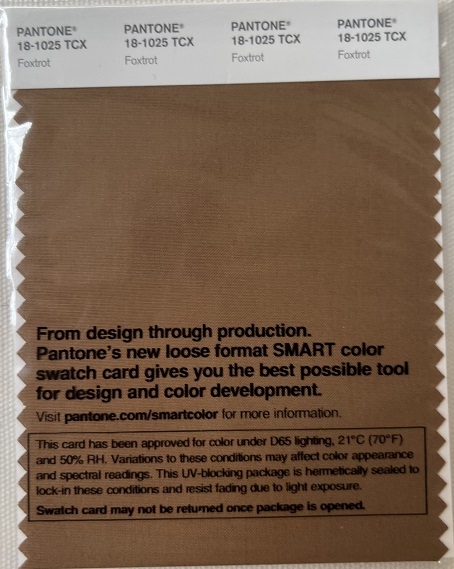 PANTONE® PANTONE® PANTONE® PANTONE®
18-1025 TCX 18-1025 TCX 18-1025 TCX 18-1025 TCX
Foxtrot Foxtrot Foxtrot Foxtrot
From design through production.
Pantone's new loose format SMART color
swatch card gives you the best possible tool
for design and color development.
Visit pantone.com/smartcolor for more information.
This card has been approved for color under D65 lighting, 21°C (70°F)
and 50% RH. Variations to these conditions may affect color appearance
and spectral readings. This UV-blocking package is hermetically sealed to
lock-in these conditions and resist fading due to light exposure.
Swatch card may not be returned once package is opened.